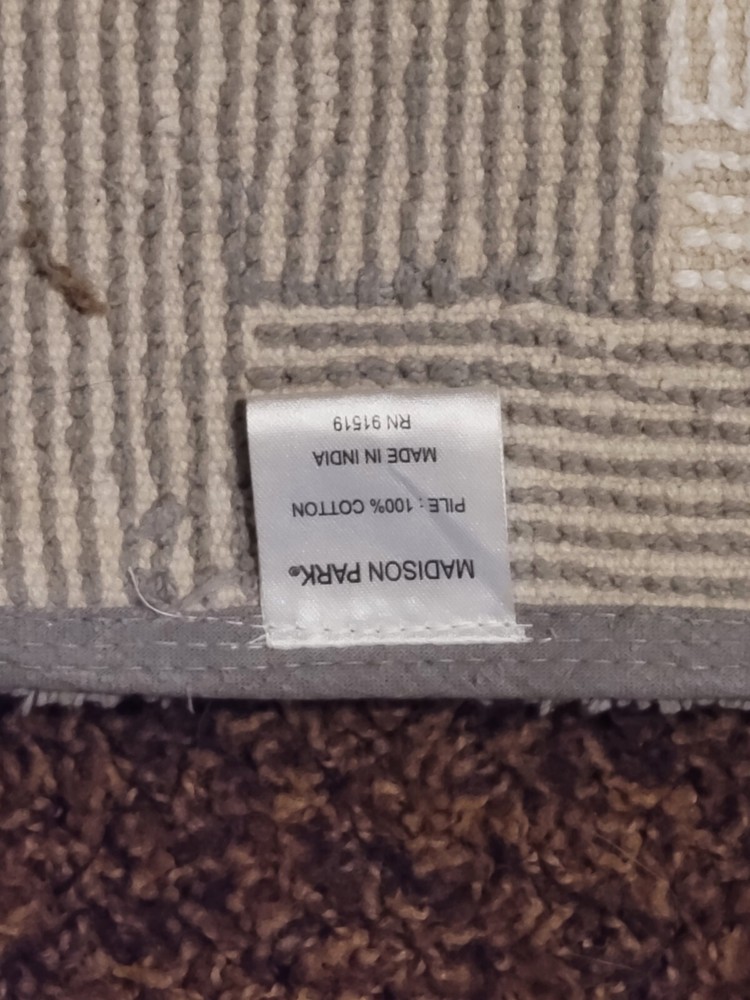 MADISON PARK®
PILE : 100% COTTON
MADE IN INDIA
RN 91519